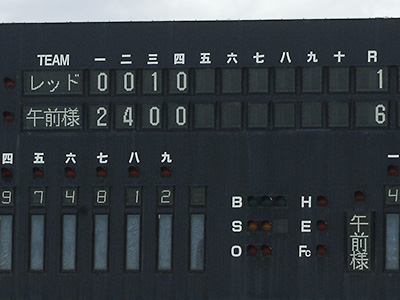 TEAM 一 二 三 四 五 六 七 八 九 十 R
レッド 0 0 1 0 1
午前様 2 4 0 0 6
四 五 六 七 八 九 一
9 7 4 8 1 2 4
B H
S E
O Fc
午前様